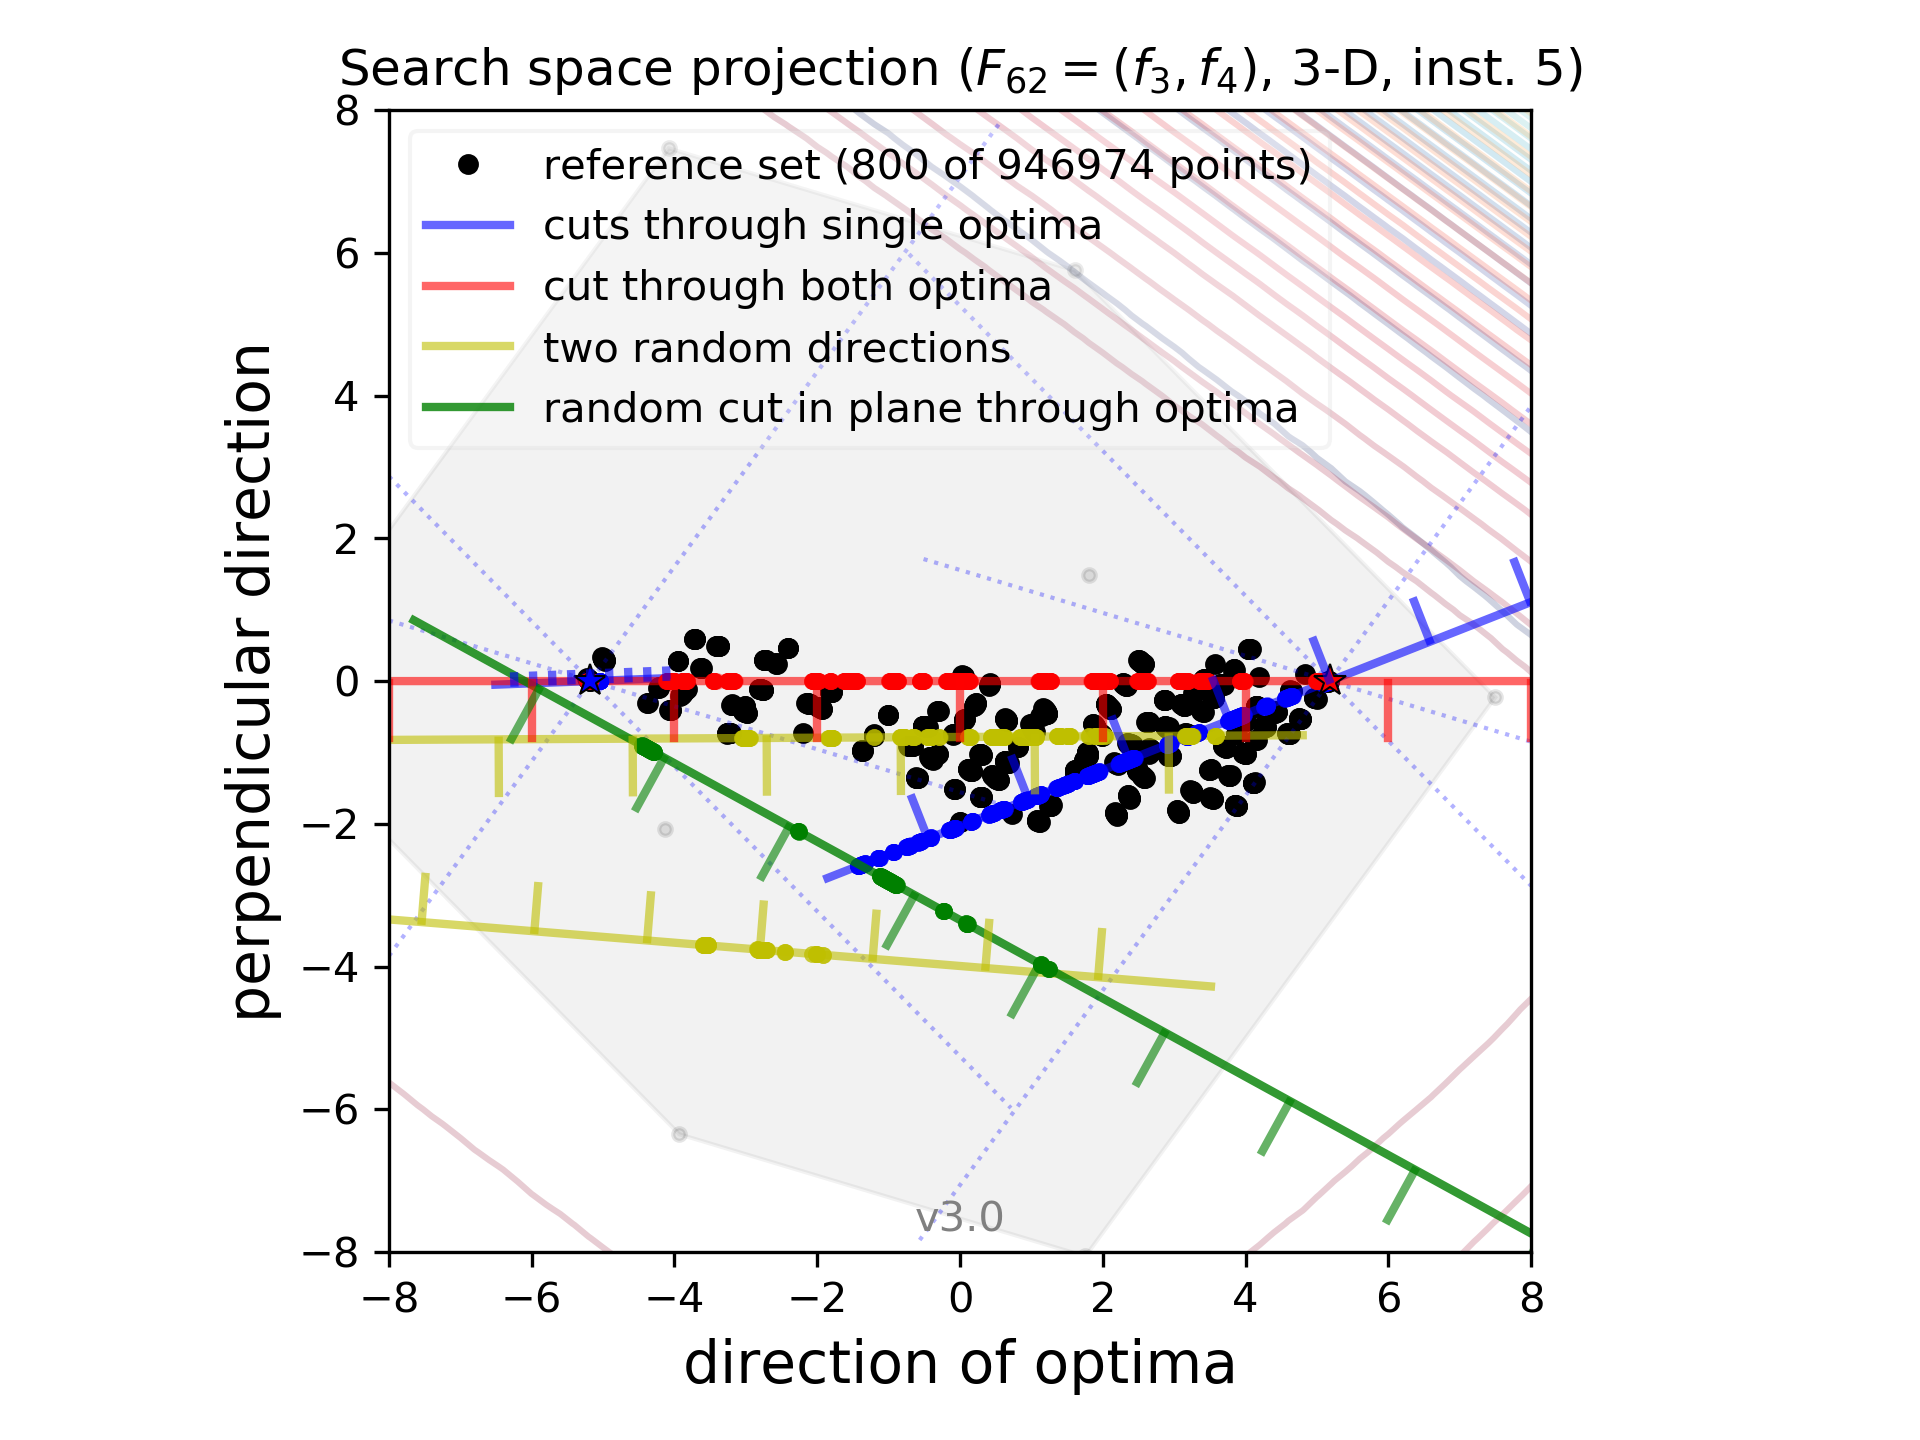 Search space projection (F₆₂ = (f₃, f₄), 3-D, inst. 5)
8
6
4
2
0
−2
−4
−6
−8
perpendicular direction
reference set (800 of 946974 points)
cuts through single optima
cut through both optima
two random directions
random cut in plane through optima
v3.0
−8 −6 −4 −2 0 2 4 6 8
direction of optima